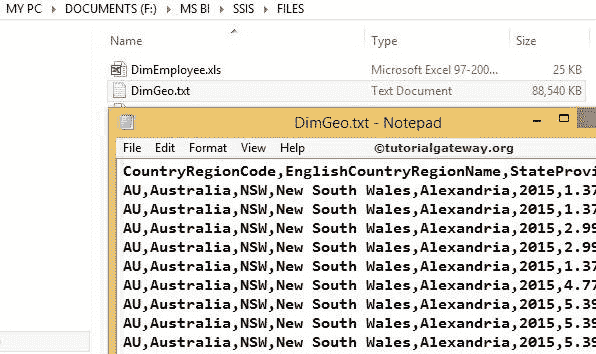 MY PC ▸ DOCUMENTS (F:) ▸ MS BI ▸ SSIS ▸ FILES
Name Type Size
DimEmployee.xls Microsoft Excel 97-200... 25 KB
DimGeo.txt Text Document 88,540 KB
DimGeo.txt - Notepad
File Edit Format View Help ©tutorialgateway.org
CountryRegionCode,EnglishCountryRegionName,StateProvi
AU,Australia,NSW,New South Wales,Alexandria,2015,1.37
AU,Australia,NSW,New South Wales,Alexandria,2015,1.37
AU,Australia,NSW,New South Wales,Alexandria,2015,2.99
AU,Australia,NSW,New South Wales,Alexandria,2015,2.99
AU,Australia,NSW,New South Wales,Alexandria,2015,1.37
AU,Australia,NSW,New South Wales,Alexandria,2015,4.77
AU,Australia,NSW,New South Wales,Alexandria,2015,5.39
AU,Australia,NSW,New South Wales,Alexandria,2015,5.39
AU,Australia,NSW,New South Wales,Alexandria,2015,5.39